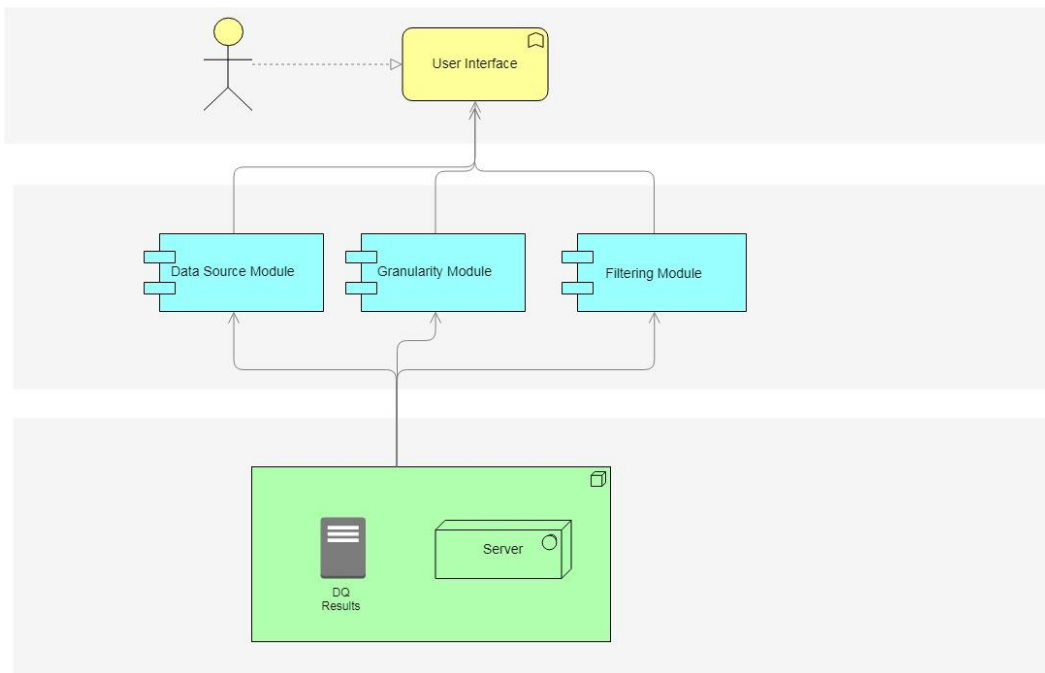 User Interface
Data Source Module
Granularity Module
Filtering Module
Server
DQ
Results